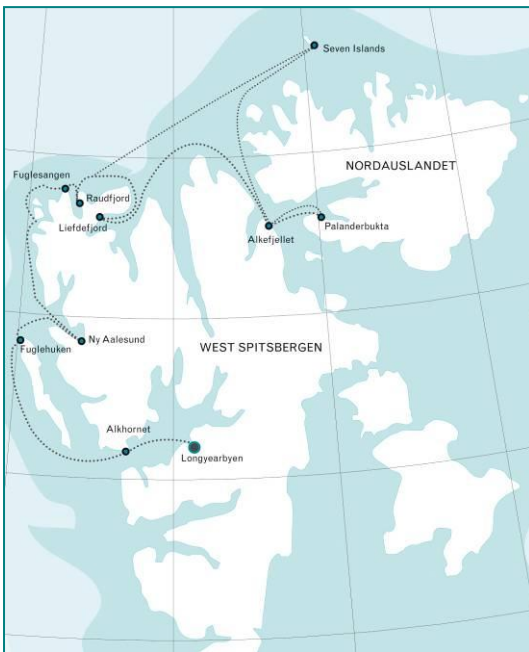 Seven Islands
NORDAUSLANDET
Fuglesangen
Raudfjord
Liefdefjord
Palanderbukta
Alkefjellet
Ny Aalesund
WEST SPITSBERGEN
Fuglehuken
Alkhornet
Longyearbyen